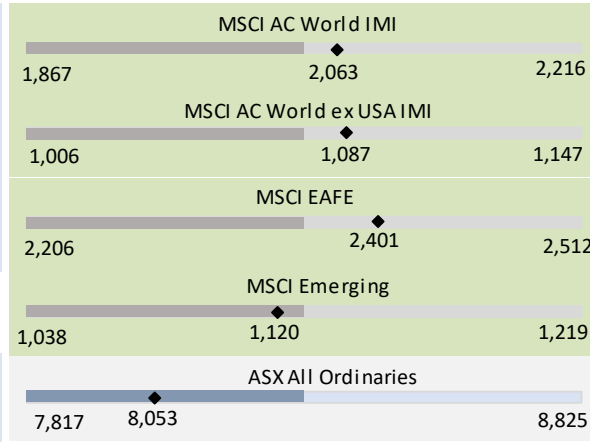 MSCI AC World IMI
1,867 2,063 2,216
MSCI AC World ex USA IMI
1,006 1,087 1,147
MSCI EAFE
2,206 2,401 2,512
MSCI Emerging
1,038 1,120 1,219
ASX All Ordinaries
7,817 8,053 8,825